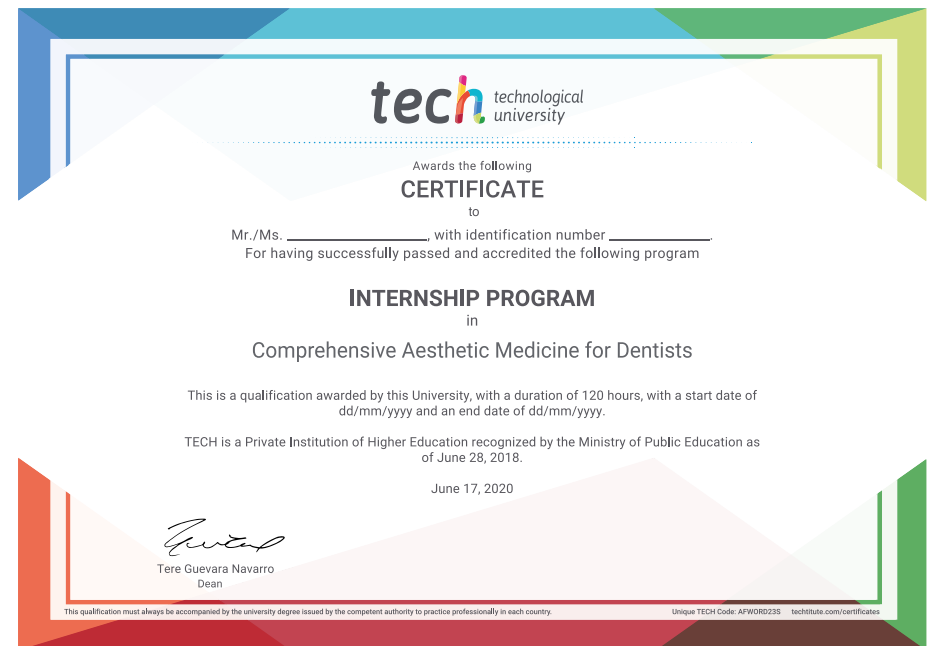 tech technological
university
Awards the following
CERTIFICATE
to
Mr./Ms. ____________, with identification number ____________.
For having successfully passed and accredited the following program
INTERNSHIP PROGRAM
in
Comprehensive Aesthetic Medicine for Dentists
This is a qualification awarded by this University, with a duration of 120 hours, with a start date of
dd/mm/yyyy and an end date of dd/mm/yyyy.
TECH is a Private Institution of Higher Education recognized by the Ministry of Public Education as
of June 28, 2018.
June 17, 2020
Tere Guevara Navarro
Dean
This qualification must always be accompanied by the university degree issued by the competent authority to practice professionally in each country.
Unique TECH Code: AFWORD23S techtitute.com/certificates